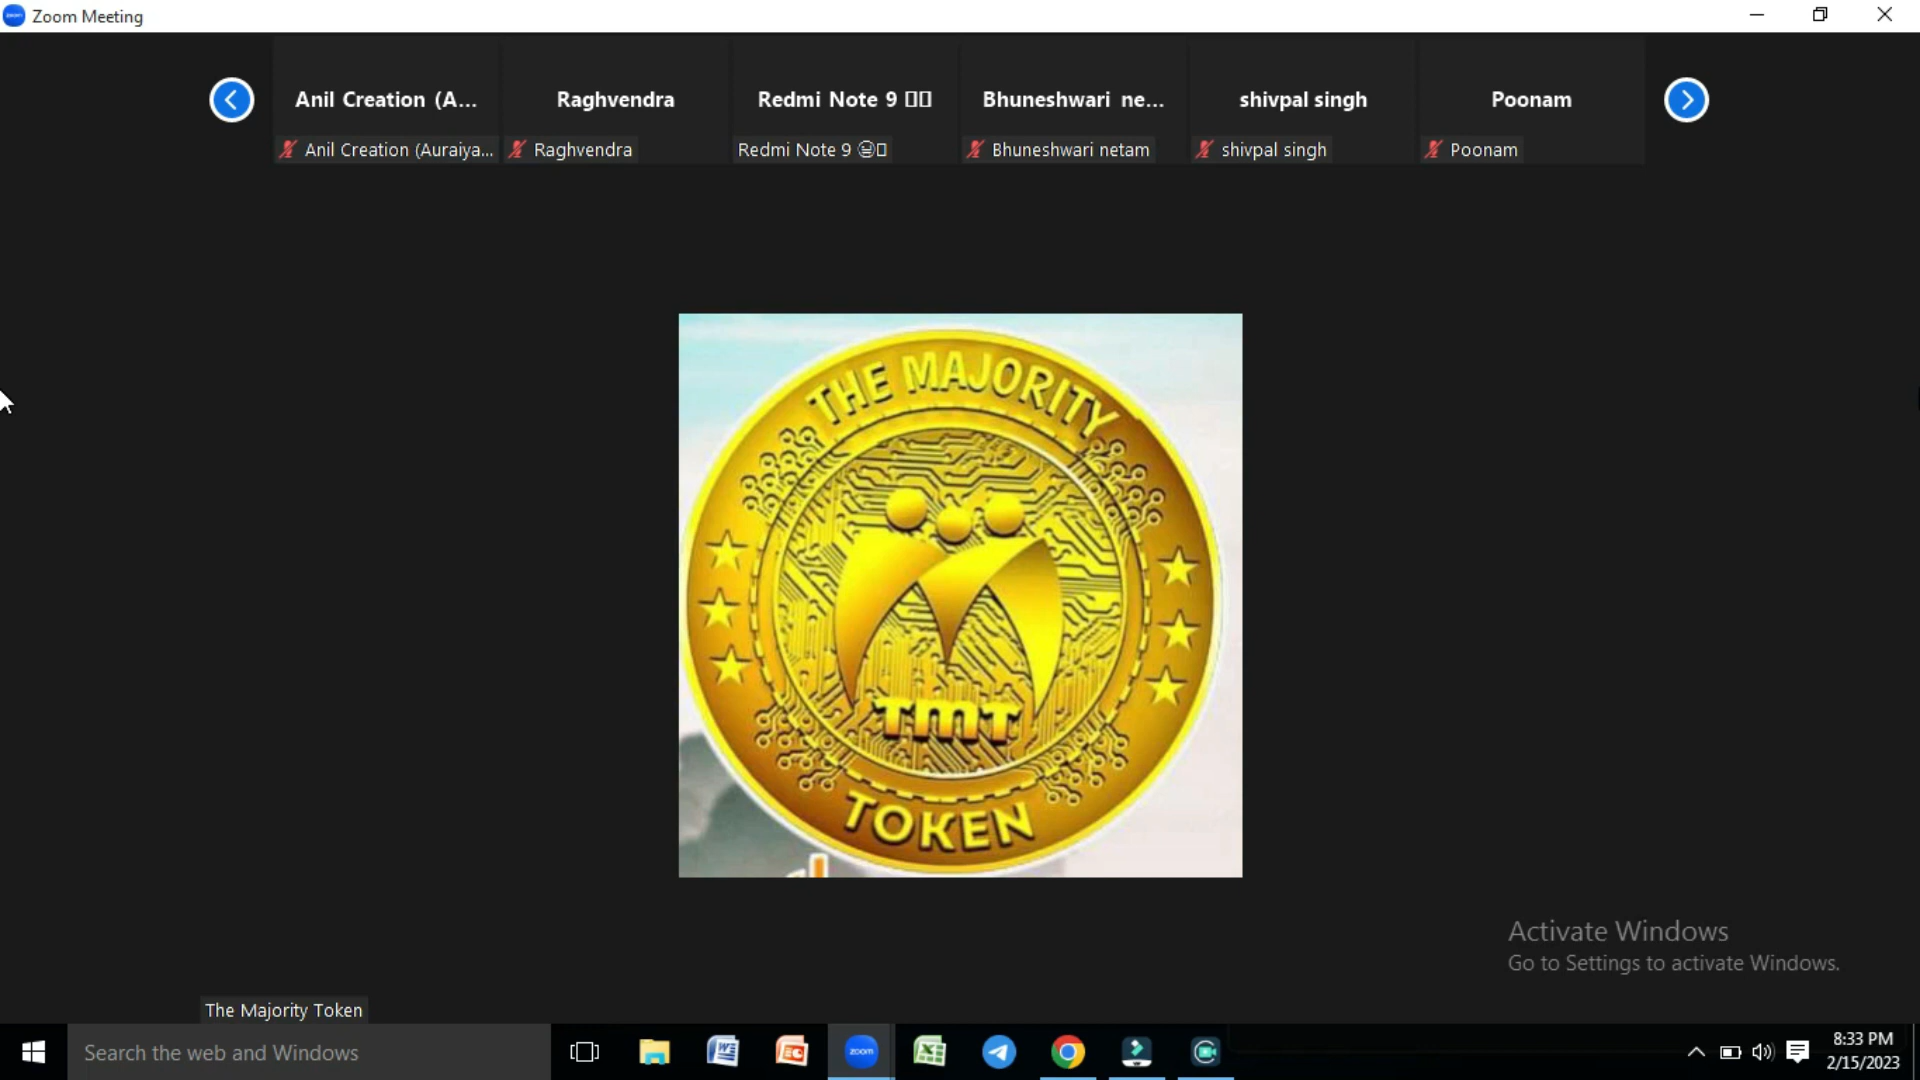 Zoom Meeting
Anil Creation (A...
Raghvendra
Redmi Note 9
Bhuneshwari ne...
shivpal singh
Poonam
Anil Creation (Auraiya...
Raghvendra
Redmi Note 9
Bhuneshwari netam
shivpal singh
Poonam
THE MAJORITY
TMT
TOKEN
Activate Windows
Go to Settings to activate Windows.
The Majority Token
Search the web and Windows
zoom
8:33 PM
2/15/2023